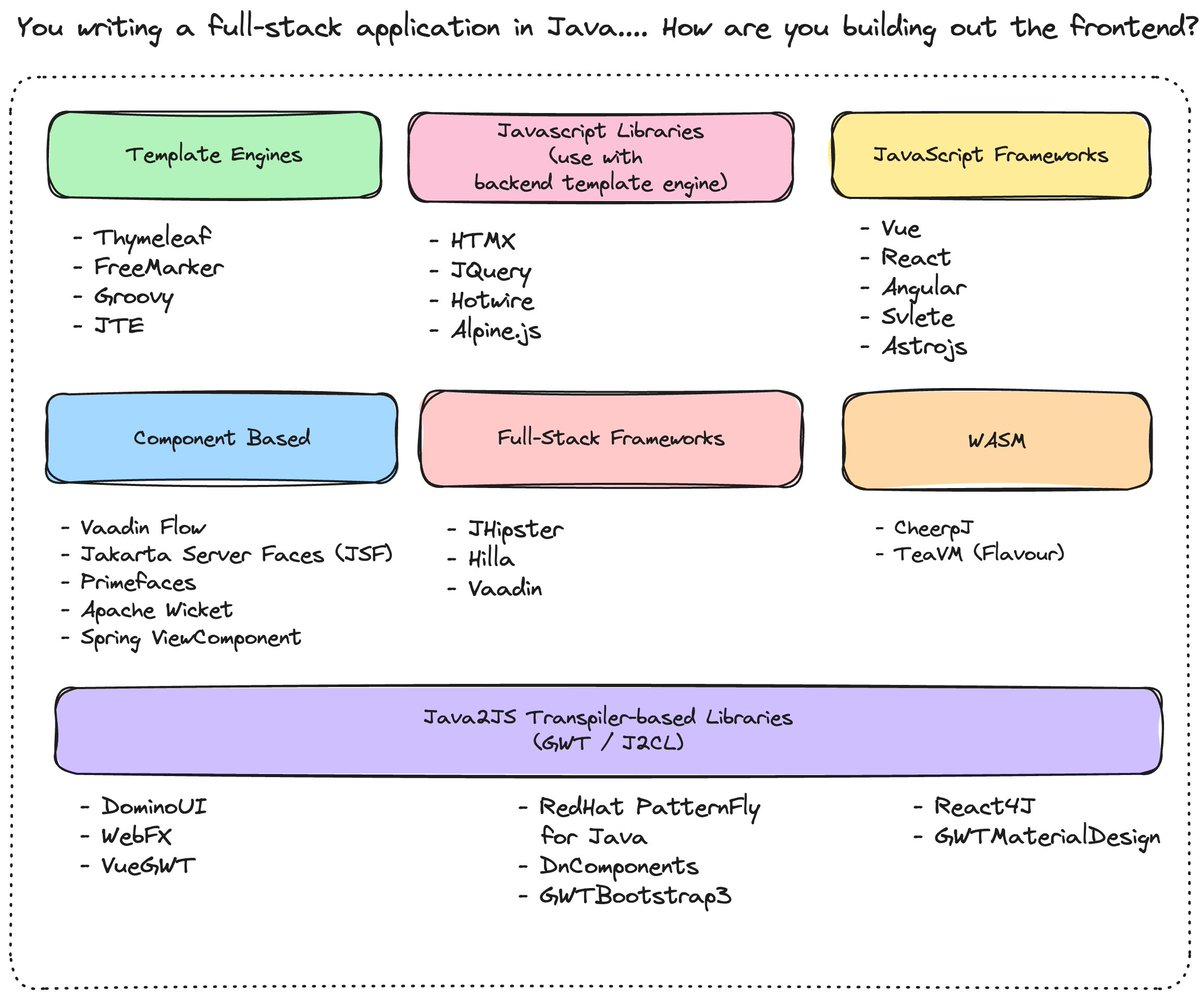 You writing a full-stack application in Java.... How are you building out the frontend?
Template Engines
- Thymeleaf
- FreeMarker
- Groovy
- JTE
Javascript Libraries
(use with
backend template engine)
- HTMX
- JQuery
- Hotwire
- Alpine.js
JavaScript Frameworks
- Vue
- React
- Angular
- Svlete
- Astrojs
Component Based
- Vaadin Flow
- Jakarta Server Faces (JSF)
- Primefaces
- Apache Wicket
- Spring ViewComponent
Full-Stack Frameworks
- JHipster
- Hilla
- Vaadin
WASM
- CheerpJ
- TeaVM (Flavour)
Java2JS Transpiler-based Libraries
(GWT / J2CL)
- DominoUI
- WebFX
- VueGWT
- RedHat PatternFly
for Java
- DnComponents
- GWTBootstrap3
- React4J
- GWTMaterialDesign